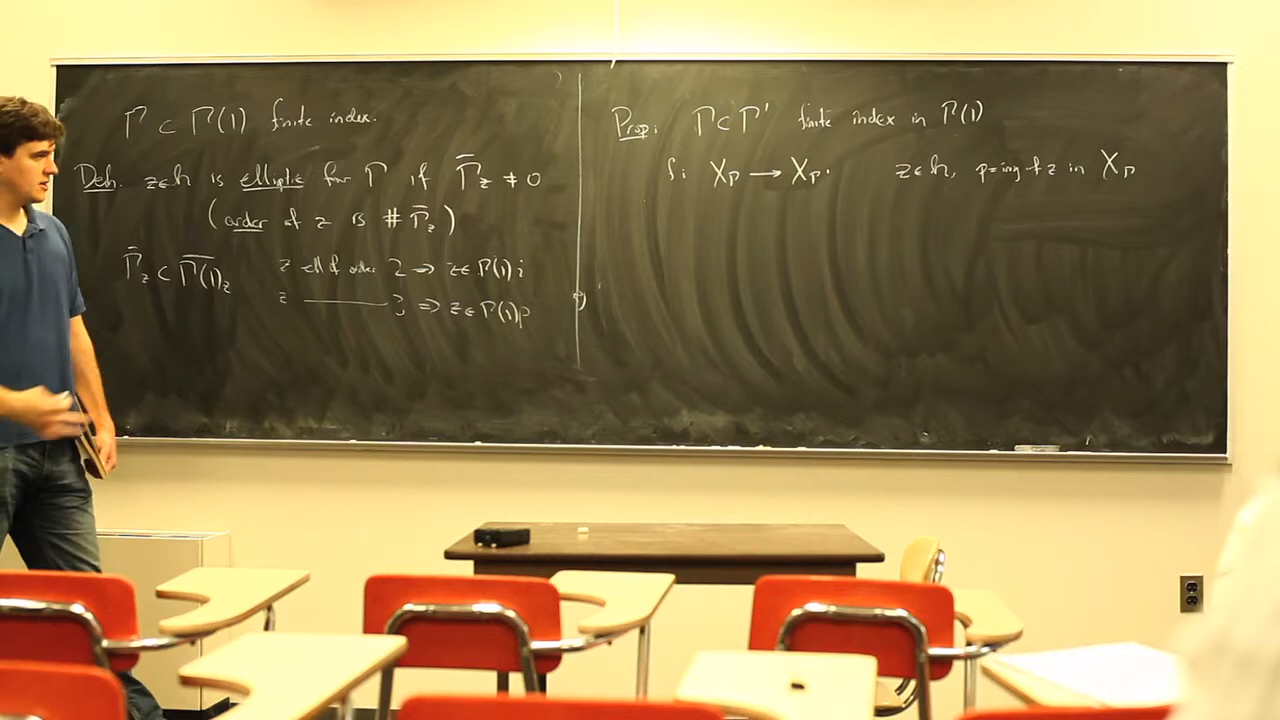 Γ ⊂ Γ(1) finite index.
Defn. z∈h is elliptic for Γ if Γ̄_z ≠ 0
(order of z is # Γ̄_z)
Γ̄_z ⊂ Γ̄(1)_z z ell of order 2 ⇒ z∈Γ(1)i
z ——— 3 ⇒ z∈Γ(1)ρ
Prop: Γ⊂Γ' finite index in Γ(1)
f: X_Γ → X_Γ' z∈h, p=img of z in X_Γ